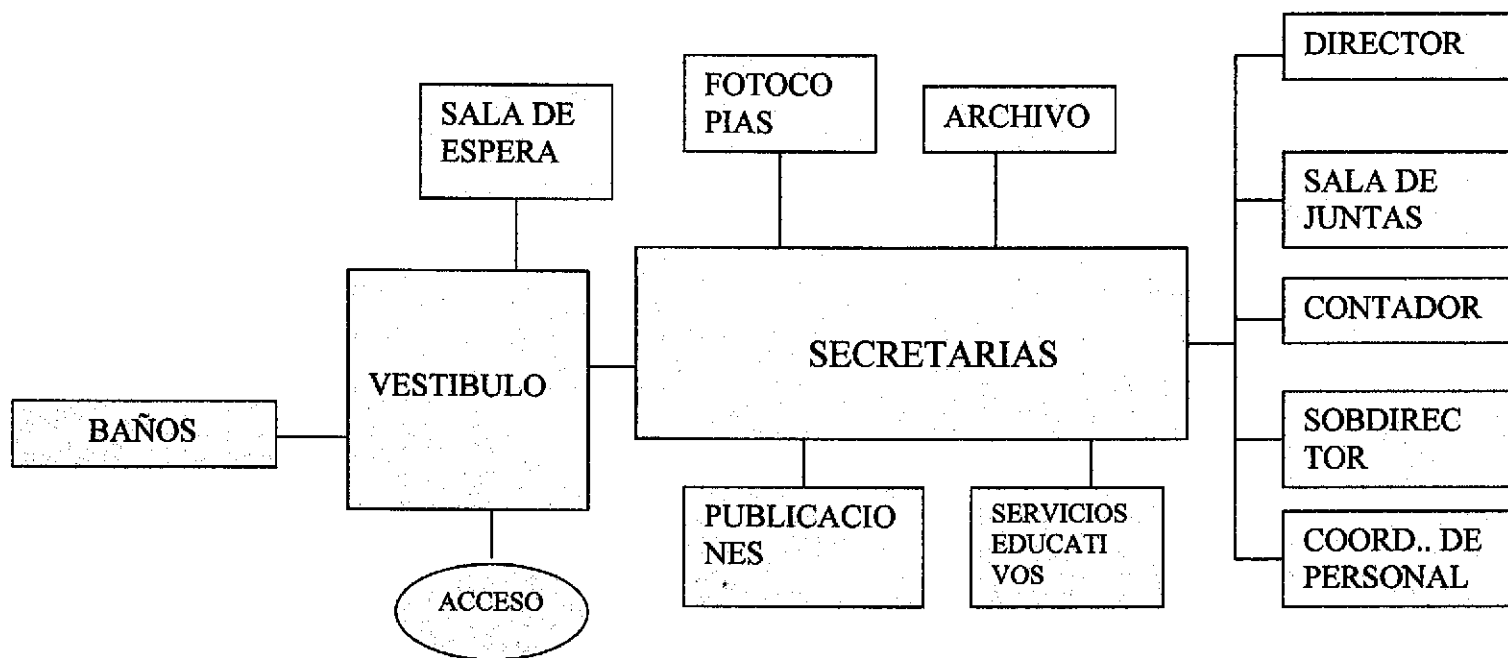 DIRECTOR
FOTOCO
PIAS
ARCHIVO
SALA DE
ESPERA
SALA DE
JUNTAS
CONTADOR
SECRETARIAS
VESTIBULO
BAÑOS
SOBDIREC
TOR
PUBLICACIO
NES
SERVICIOS
EDUCATI
VOS
COORD.. DE
PERSONAL
ACCESO